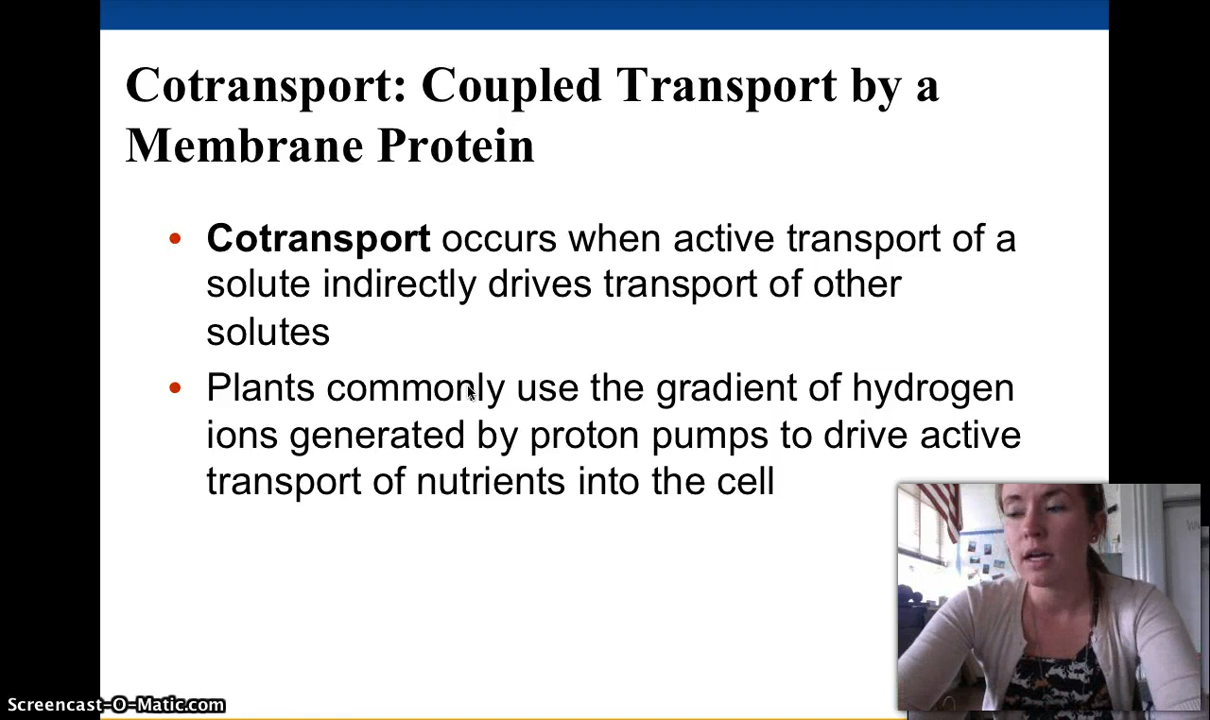 Cotransport: Coupled Transport by a
Membrane Protein
• Cotransport occurs when active transport of a
solute indirectly drives transport of other
solutes
• Plants commonly use the gradient of hydrogen
ions generated by proton pumps to drive active
transport of nutrients into the cell
Screencast-O-Matic.com